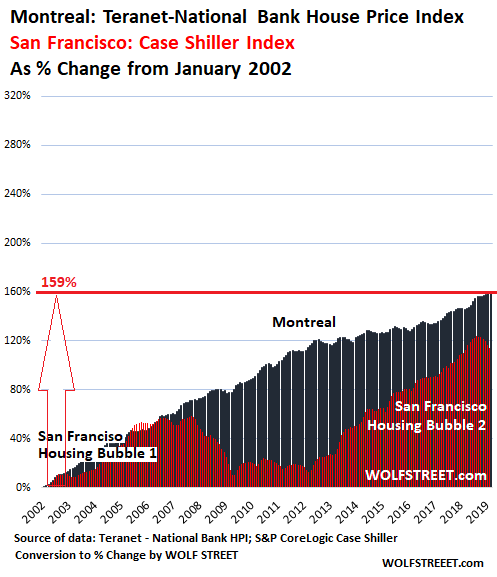 Montreal: Teranet-National Bank House Price Index
San Francisco: Case Shiller Index
As % Change from January 2002
320%
280%
240%
200%
159%
160%
Montreal
120%
80%
San Francisco
Housing Bubble 2
San Franciso
Housing Bubble 1
40%
WOLFSTREET.com
0%
2002
2003
2004
2005
2006
2007
2008
2009
2010
2011
2012
2013
2014
2015
2016
2017
2018
2019
Source of data: Teranet - National Bank HPI; S&P CoreLogic Case Shiller
Conversion to % Change by WOLF STREET
WOLFSTREEET.com